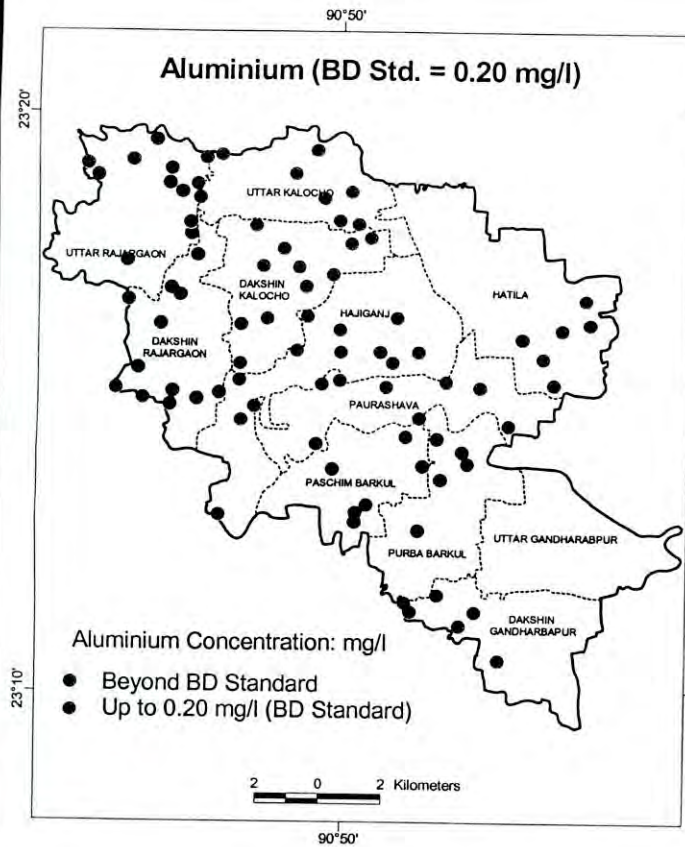 90°50'
Aluminium (BD Std. = 0.20 mg/l)
23°20'
UTTAR KALOCHO
UTTAR RAJARGAON
DAKSHIN
KALOCHO
HATILA
HAJIGANJ
DAKSHIN
RAJARGAON
PAURASHAVA
PASCHIM BARKUL
UTTAR GANDHARABPUR
PURBA BARKUL
DAKSHIN
GANDHARBAPUR
Aluminium Concentration: mg/l
Beyond BD Standard
Up to 0.20 mg/l (BD Standard)
23°10'
2 0 2 Kilometers
90°50'